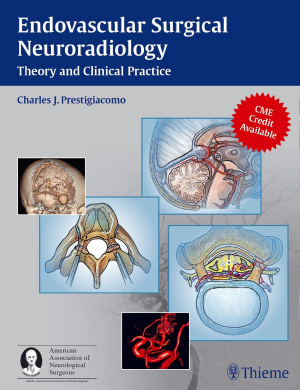 Endovascular Surgical
Neuroradiology
Theory and Clinical Practice
Charles J. Prestigiacomo
CME
Credit
Available
American
Association of
Neurological
Surgeons
Thieme